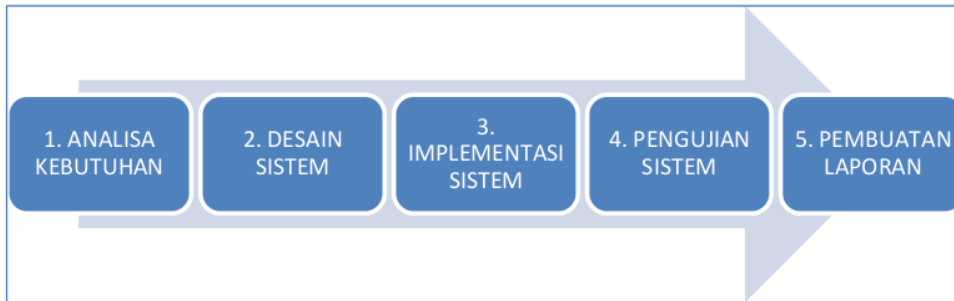 1. ANALISA
KEBUTUHAN
2. DESAIN
SISTEM
3.
IMPLEMENTASI
SISTEM
4. PENGUJIAN
SISTEM
5. PEMBUATAN
LAPORAN